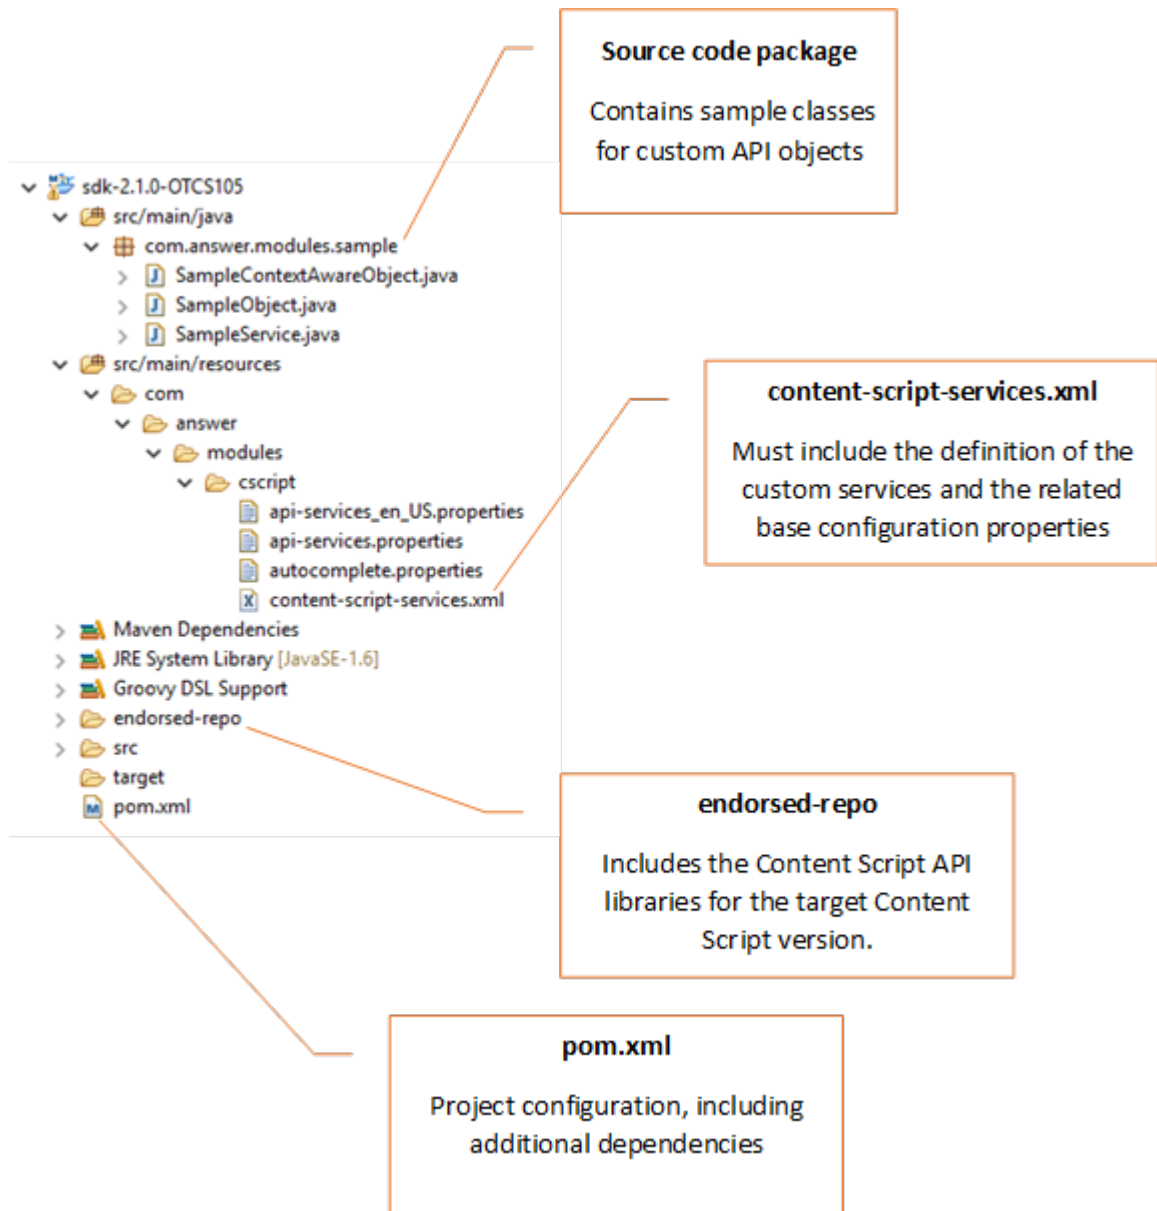 Source code package
Contains sample classes
for custom API objects
sdk-2.1.0-OTCS105
src/main/java
com.answer.modules.sample
SampleContextAwareObject.java
SampleObject.java
SampleService.java
src/main/resources
com
answer
modules
cscript
api-services_en_US.properties
api-services.properties
autocomplete.properties
content-script-services.xml
Maven Dependencies
JRE System Library [JavaSE-1.6]
Groovy DSL Support
endorsed-repo
src
target
pom.xml
content-script-services.xml
Must include the definition of the
custom services and the related
base configuration properties
endorsed-repo
Includes the Content Script API
libraries for the target Content
Script version.
pom.xml
Project configuration, including
additional dependencies